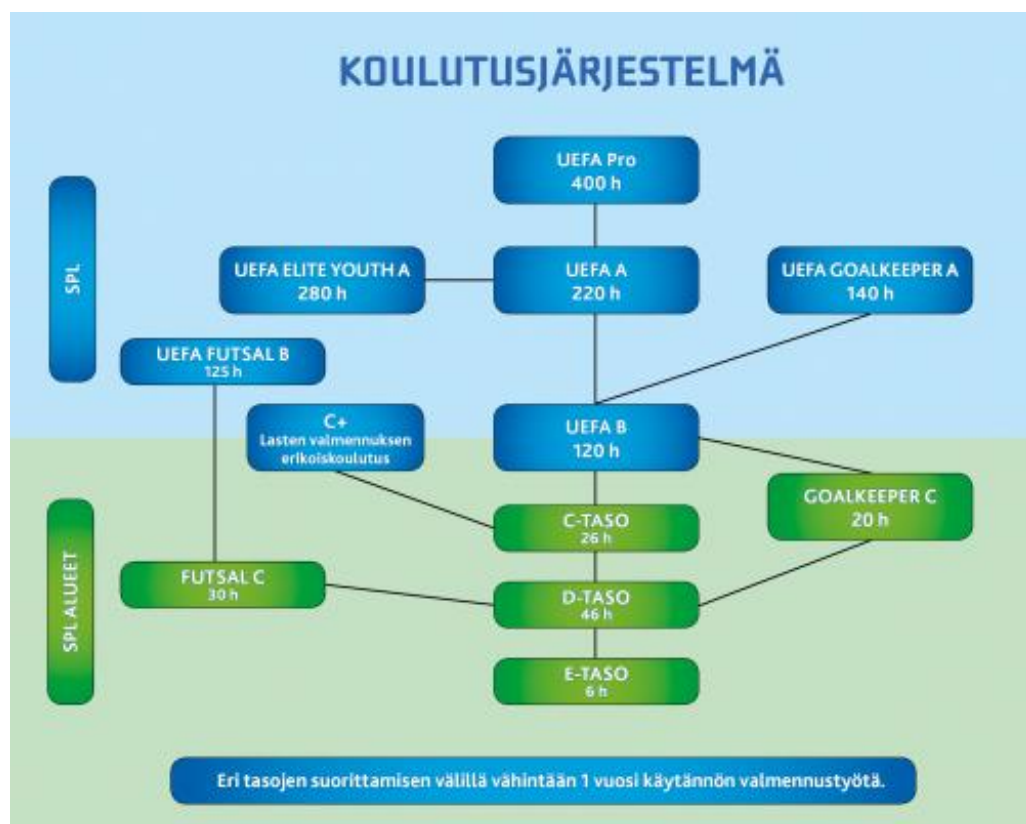 KOULUTUSJÄRJESTELMÄ
UEFA Pro
400 h
SPL
UEFA ELITE YOUTH A
280 h
UEFA A
220 h
UEFA GOALKEEPER A
140 h
UEFA FUTSAL B
125 h
C+
Lasten valmennuksen
erikoiskoulutus
UEFA B
120 h
GOALKEEPER C
20 h
C-TASO
26 h
SPL ALUEET
FUTSAL C
30 h
D-TASO
46 h
E-TASO
6 h
Eri tasojen suorittamisen välillä vähintään 1 vuosi käytännön valmennustyötä.